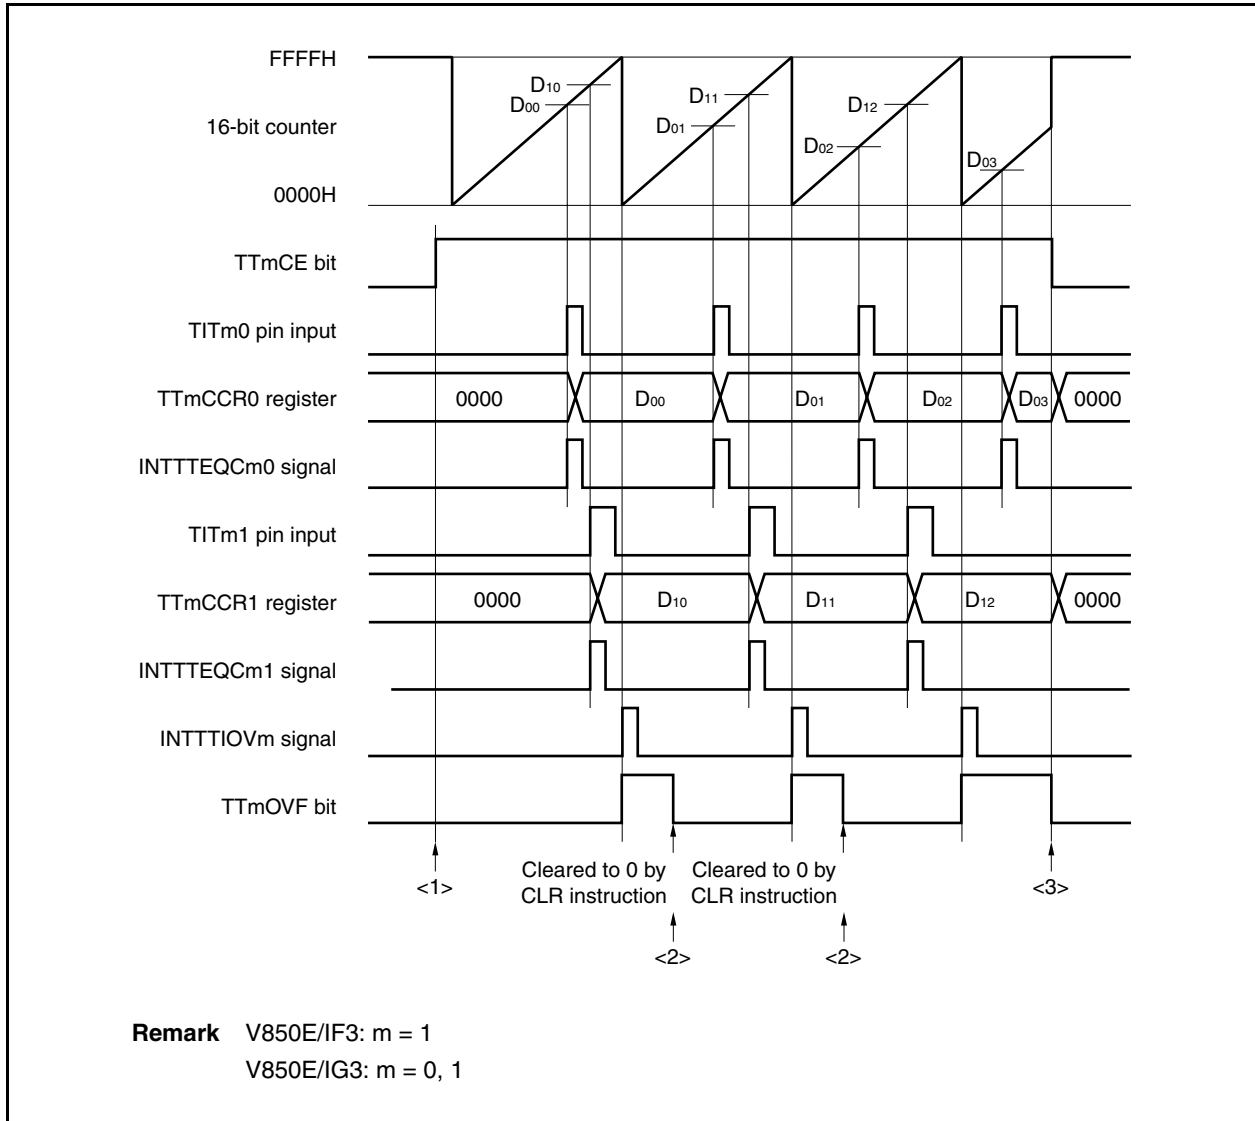 FFFFH
D10
D00
D11
D01
D12
D02
D03
16-bit counter
0000H
TTmCE bit
TITm0 pin input
TTmCCR0 register
0000 D00 D01 D02 D03 0000
INTTTEQCm0 signal
TITm1 pin input
TTmCCR1 register
0000 D10 D11 D12 0000
INTTTEQCm1 signal
INTTTIOVm signal
TTmOVF bit
<1>
Cleared to 0 by
CLR instruction
<2>
Cleared to 0 by
CLR instruction
<2>
<3>
Remark V850E/IF3: m = 1
V850E/IG3: m = 0, 1